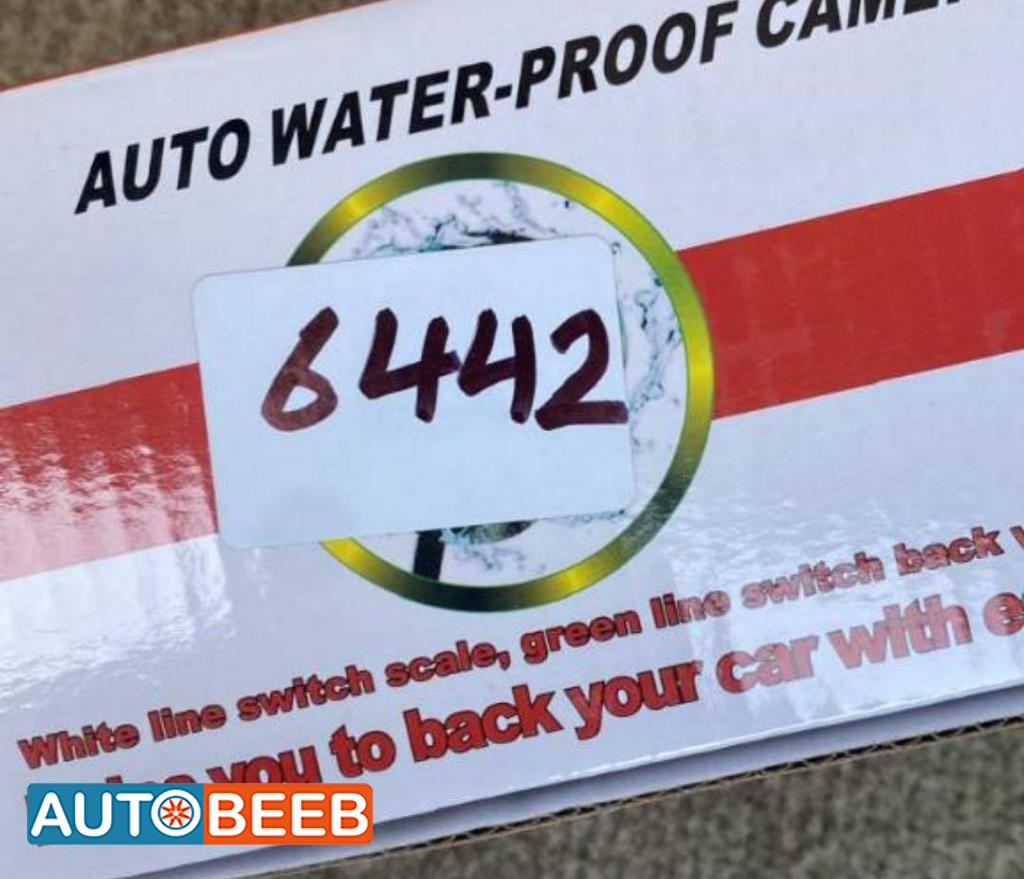 AUTO WATER-PROOF
6442
White line switch scale, green line switch back
you to back your car with
AUTOBEEB